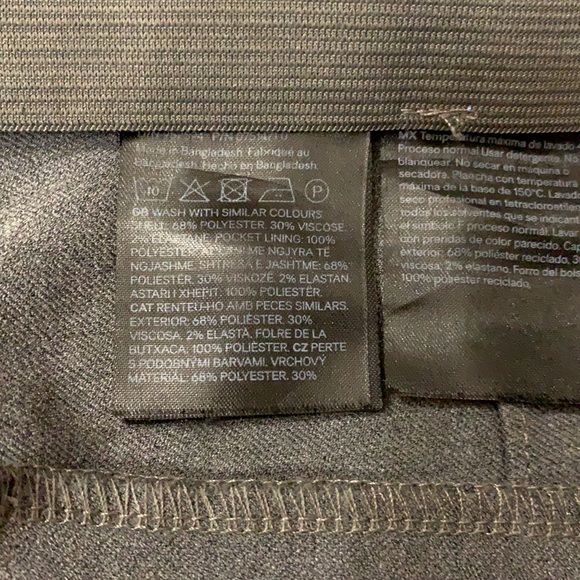 Made in Bangladesh. Fabriqué au
Bangladesh. Hecho en Bangladesh.
40 P
GB WASH WITH SIMILAR COLOURS
SHELL: 68% POLYESTER. 30% VISCOSE.
2% ELASTANE. POCKET LINING: 100%
POLYESTER. ME NGJYRA TË
NGJASHME. SHTRESA E JASHTME: 68%
POLIESTER. 30% VISKOZË. 2% ELASTAN.
ASTARI I XHEPIT: 100% POLIESTER.
CAT RENTEU-HO AMB PECES SIMILARS.
EXTERIOR: 68% POLIÈSTER. 30%
VISCOSA. 2% ELASTÀ. FOLRE DE LA
BUTXACA: 100% POLIÈSTER. CZ PERTE
S PODOBNÝMI BARVAMI. VRCHOVÝ
MATERIÁL: 68% POLYESTER. 30%
MX Temperatura máxima de lavado
Proceso normal Usar detergente. No
blanquear. No secar en máquina o
secadora. Plancha con temperatura
máxima de la base de 150°C. Lavado
seco profesional en tetracloroetileno
todos los solventes que se indican
el símbolo F proceso normal. Lavar
con prendas de color parecido. Capa
exterior: 68% poliéster reciclado, 30%
viscosa, 2% elastano. Forro del bols
100% poliéster reciclado,